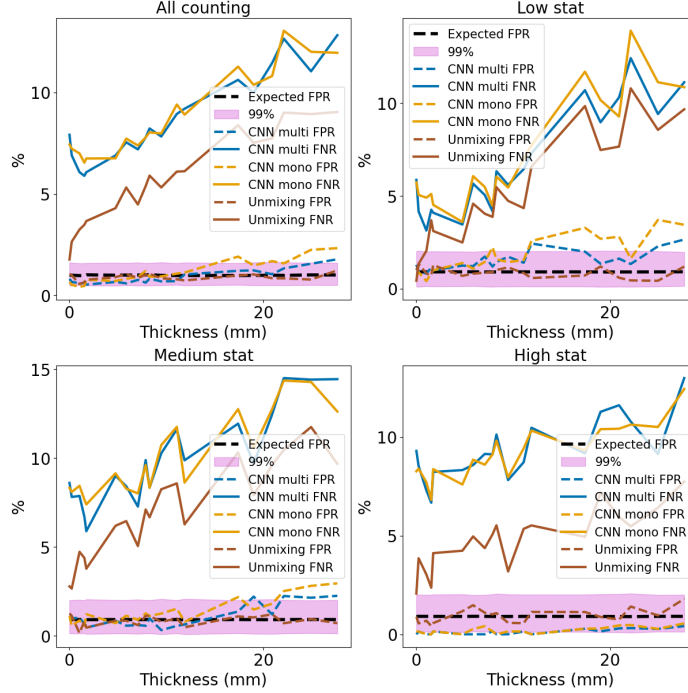 All counting
%
10
5
0
0
20
Thickness (mm)
Expected FPR
99%
CNN multi FPR
CNN multi FNR
CNN mono FPR
CNN mono FNR
Unmixing FPR
Unmixing FNR
Low stat
%
10
5
0
0
20
Thickness (mm)
Expected FPR
99%
CNN multi FPR
CNN multi FNR
CNN mono FPR
CNN mono FNR
Unmixing FPR
Unmixing FNR
Medium stat
%
15
10
5
0
0
20
Thickness (mm)
Expected FPR
99%
CNN multi FPR
CNN multi FNR
CNN mono FPR
CNN mono FNR
Unmixing FPR
Unmixing FNR
High stat
%
10
5
0
0
20
Thickness (mm)
Expected FPR
99%
CNN multi FPR
CNN multi FNR
CNN mono FPR
CNN mono FNR
Unmixing FPR
Unmixing FNR